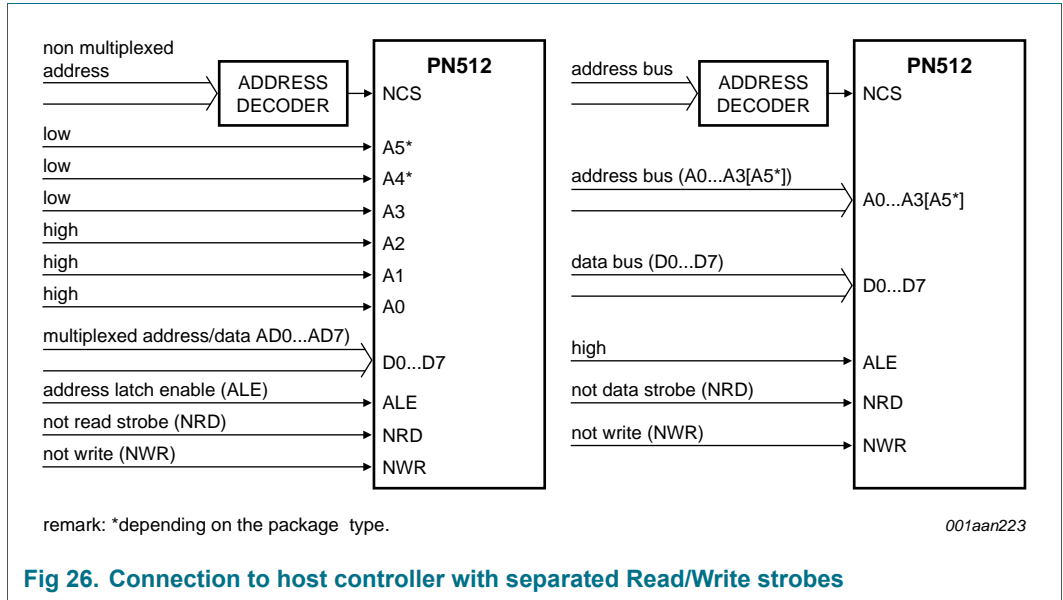 non multiplexed
address
ADDRESS
DECODER
PN512
NCS
low
A5*
low
A4*
low
A3
high
A2
high
A1
high
A0
multiplexed address/data AD0...AD7)
D0...D7
address latch enable (ALE)
ALE
not read strobe (NRD)
NRD
not write (NWR)
NWR
address bus
ADDRESS
DECODER
PN512
NCS
address bus (A0...A3[A5*])
A0...A3[A5*]
data bus (D0...D7)
D0...D7
high
ALE
not data strobe (NRD)
NRD
not write (NWR)
NWR
remark: *depending on the package type.
001aan223
Fig 26. Connection to host controller with separated Read/Write strobes